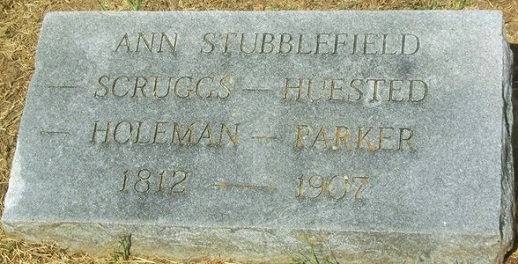 ANN STUBBLEFIELD
— SCRUGGS — HUESTED
— HOLEMAN — PARKER
1812 — 1907